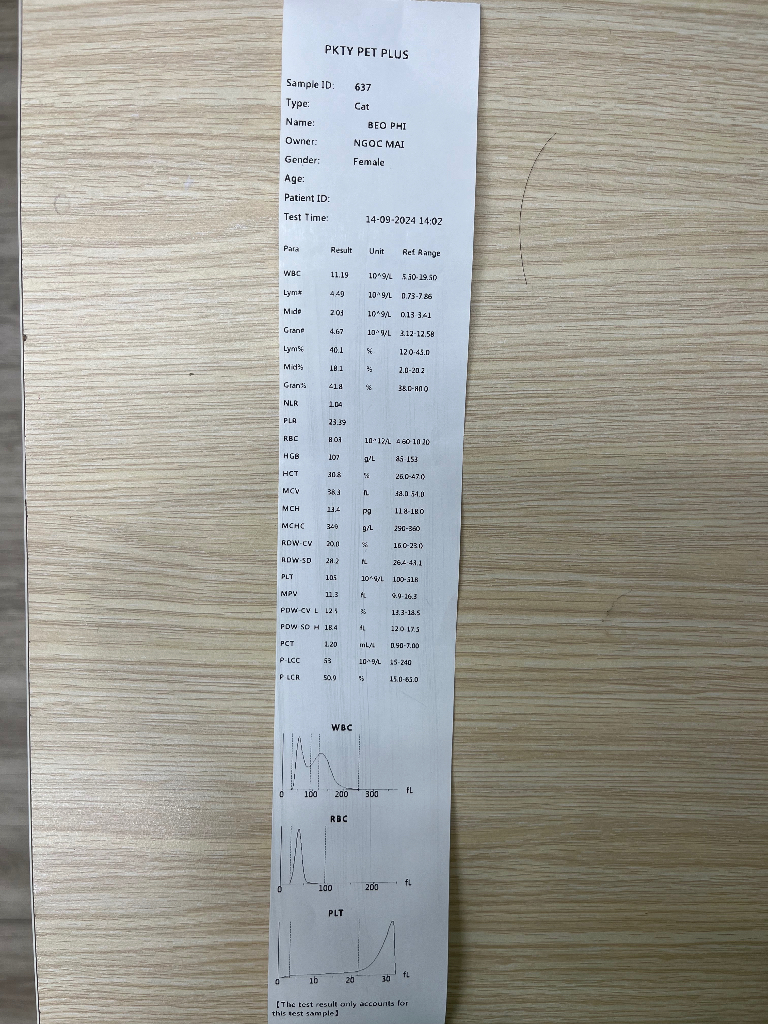 PKTY PET PLUS
Sample ID: 637
Type: Cat
Name: BEO PHI
Owner: NGOC MAI
Gender: Female
Age:
Patient ID:
Test Time: 14-09-2024 14:02
Para Result Unit Ref. Range
WBC 11.19 10^9/L 5.50-19.50
Lym# 4.49 10^9/L 0.73-7.86
Mid# 2.03 10^9/L 0.13-3.41
Gran# 4.67 10^9/L 3.12-12.58
Lym% 40.1 % 12.0-45.0
Mid% 18.1 % 2.0-20.2
Gran% 41.8 % 38.0-80.0
NLR 1.04
PLR 23.39
RBC 8.03 10^12/L 4.60-10.20
HGB 107 g/L 85-153
HCT 30.8 % 26.0-47.0
MCV 38.3 fL 38.0-54.0
MCH 13.4 pg 11.8-18.0
MCHC 349 g/L 290-360
RDW-CV 20.0 % 16.0-23.0
RDW-SD 28.2 fL 26.4-43.1
PLT 105 10^9/L 100-518
MPV 11.3 fL 9.9-16.3
PDW-CV L 12.5 % 13.3-18.5
PDW-SD H 18.4 fL 12.0-17.5
PCT 1.20 mL/L 0.90-7.00
P-LCC 53 10^9/L 15-240
P-LCR 50.9 % 15.0-65.0
WBC
0 100 200 300 fL
RBC
0 100 200 fL
PLT
0 10 20 30 fL
【The test result only accounts for
this test sample】